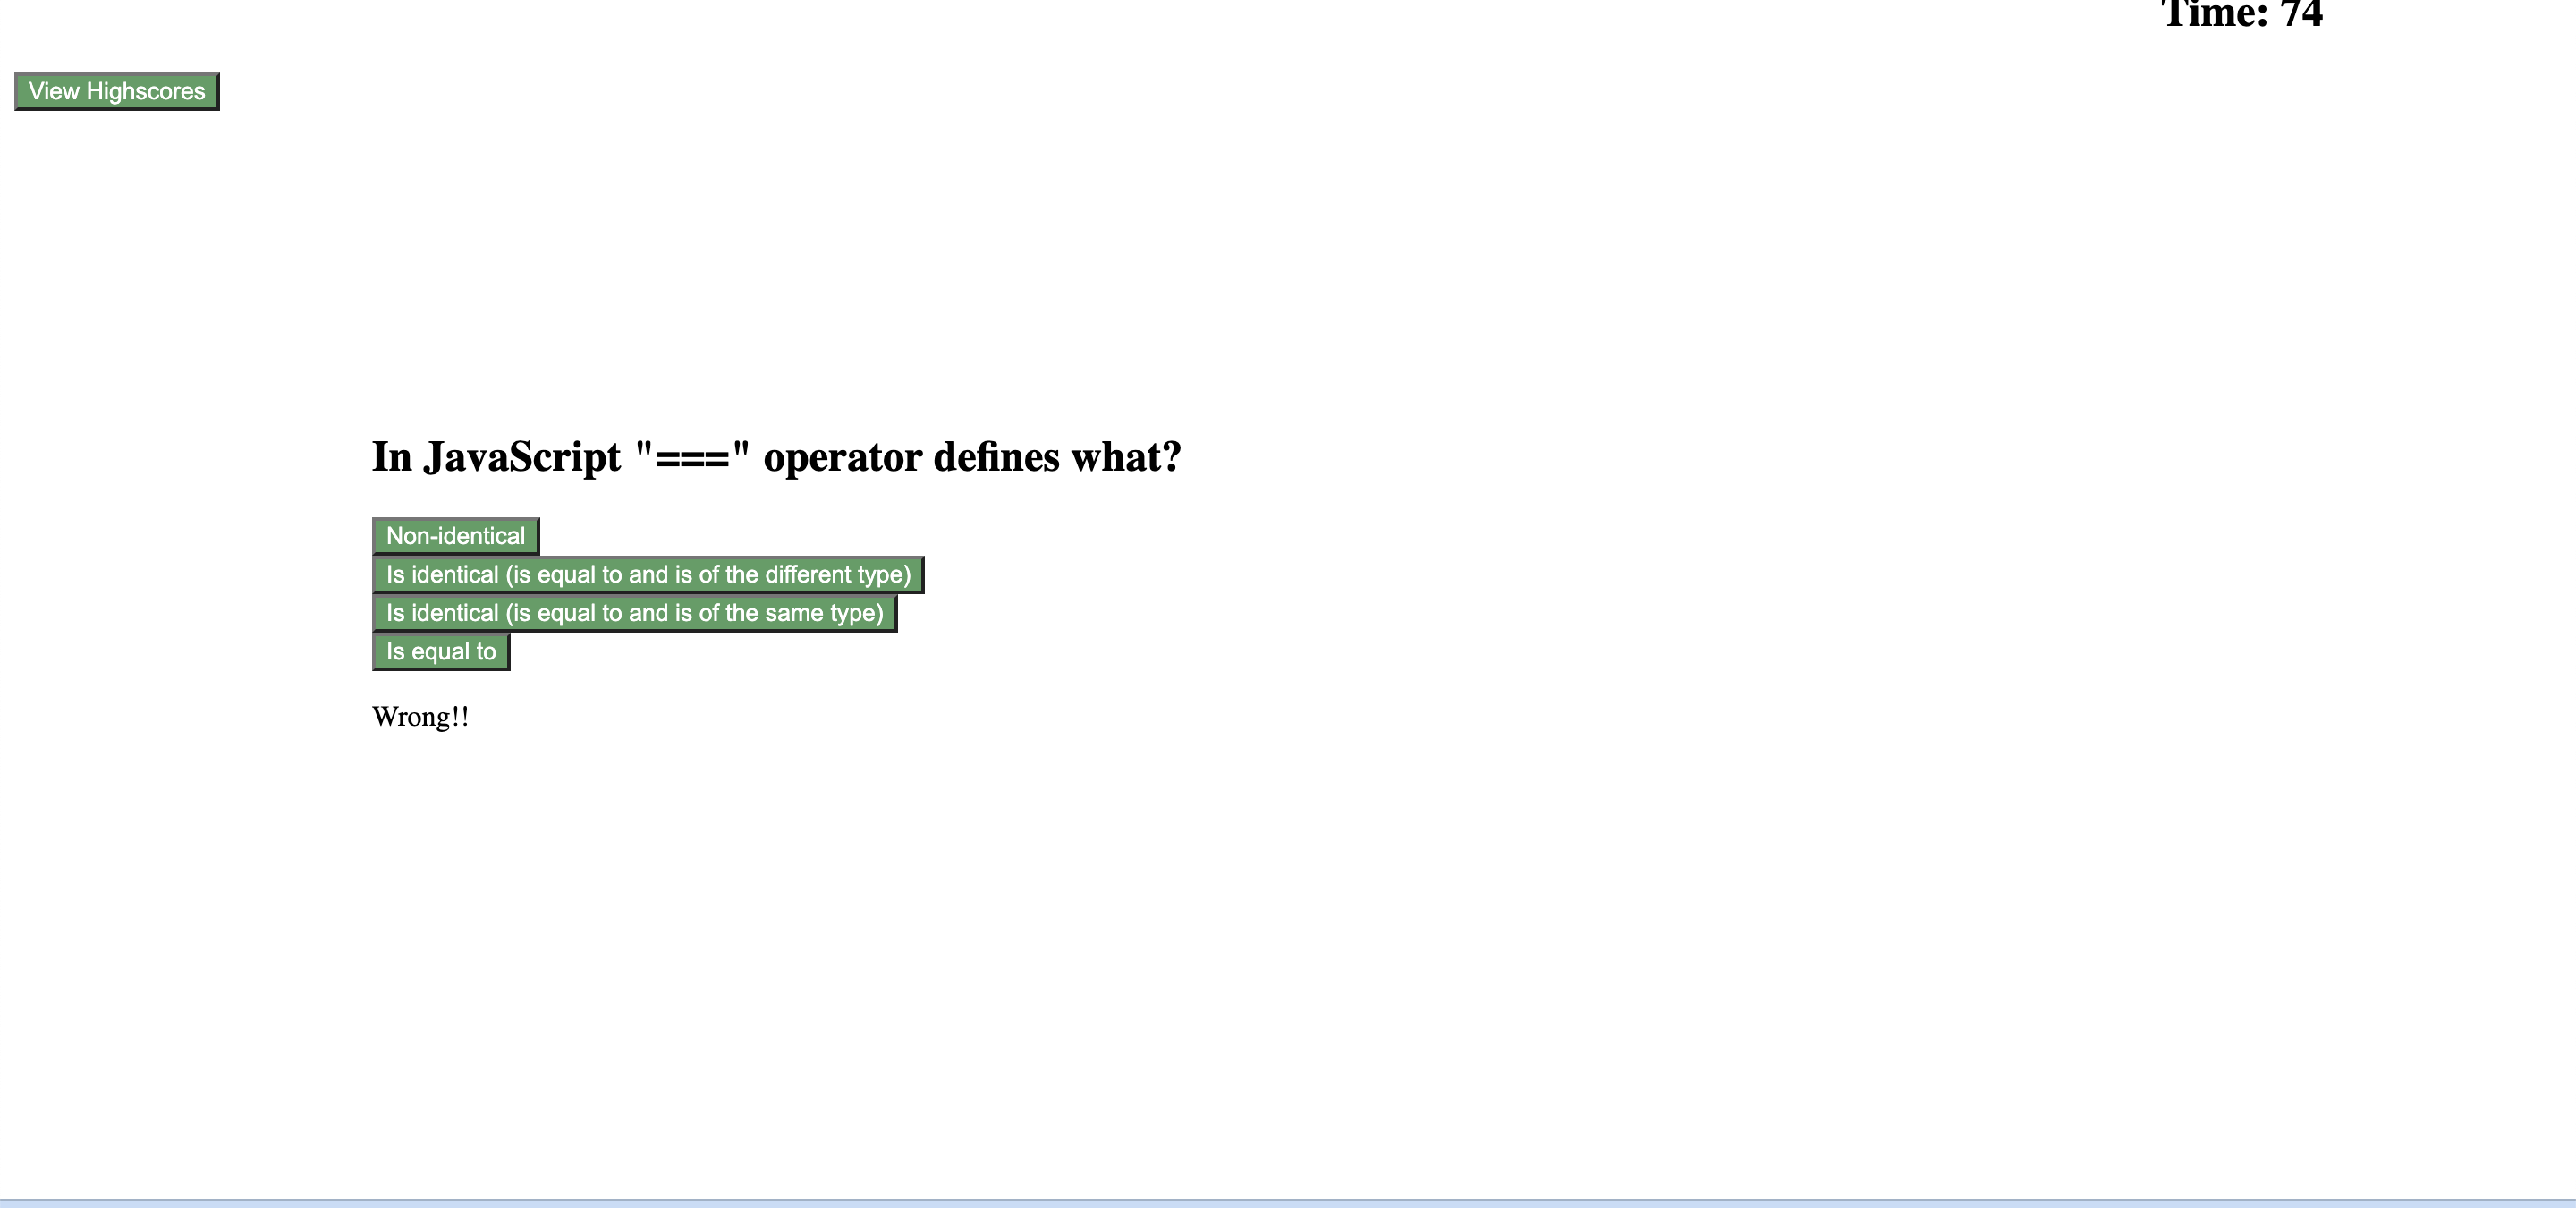 Time: 74
View Highscores
In JavaScript "===" operator defines what?
Non-identical
Is identical (is equal to and is of the different type)
Is identical (is equal to and is of the same type)
Is equal to
Wrong!!